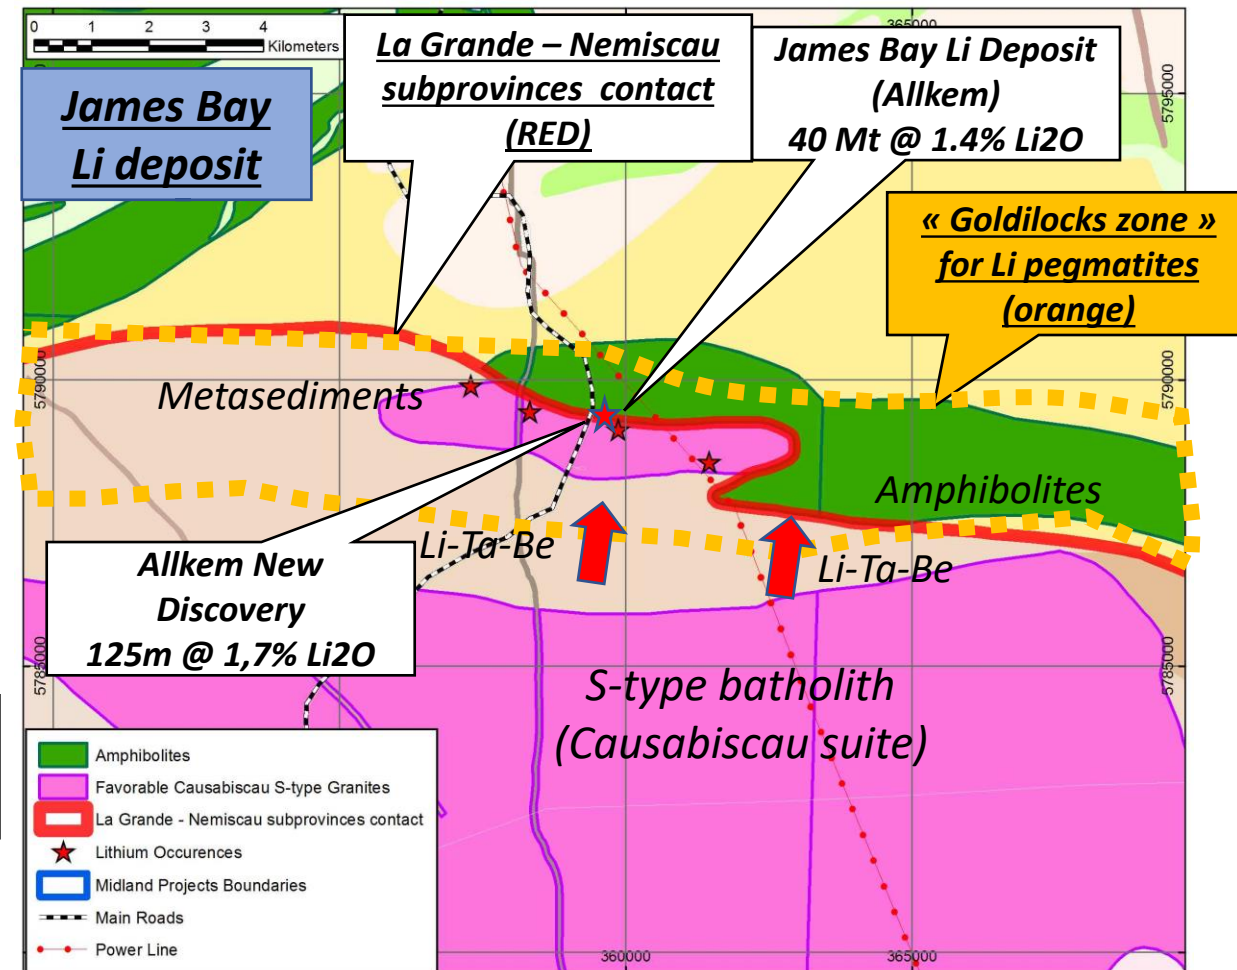 0 1 2 3 4
Kilometers
365000
James Bay
Li deposit
La Grande – Nemiscau
subprovinces contact
(RED)
James Bay Li Deposit
(Allkem)
40 Mt @ 1.4% Li2O
5795000
5795000
« Goldilocks zone »
for Li pegmatites
(orange)
5790000
5790000
Metasediments
Amphibolites
Li-Ta-Be
Li-Ta-Be
Allkem New
Discovery
125m @ 1,7% Li2O
5785000
5785000
S-type batholith
(Causabiscau suite)
Amphibolites
Favorable Causabiscau S-type Granites
La Grande - Nemiscau subprovinces contact
Lithium Occurences
Midland Projects Boundaries
Main Roads
Power Line
360000
365000